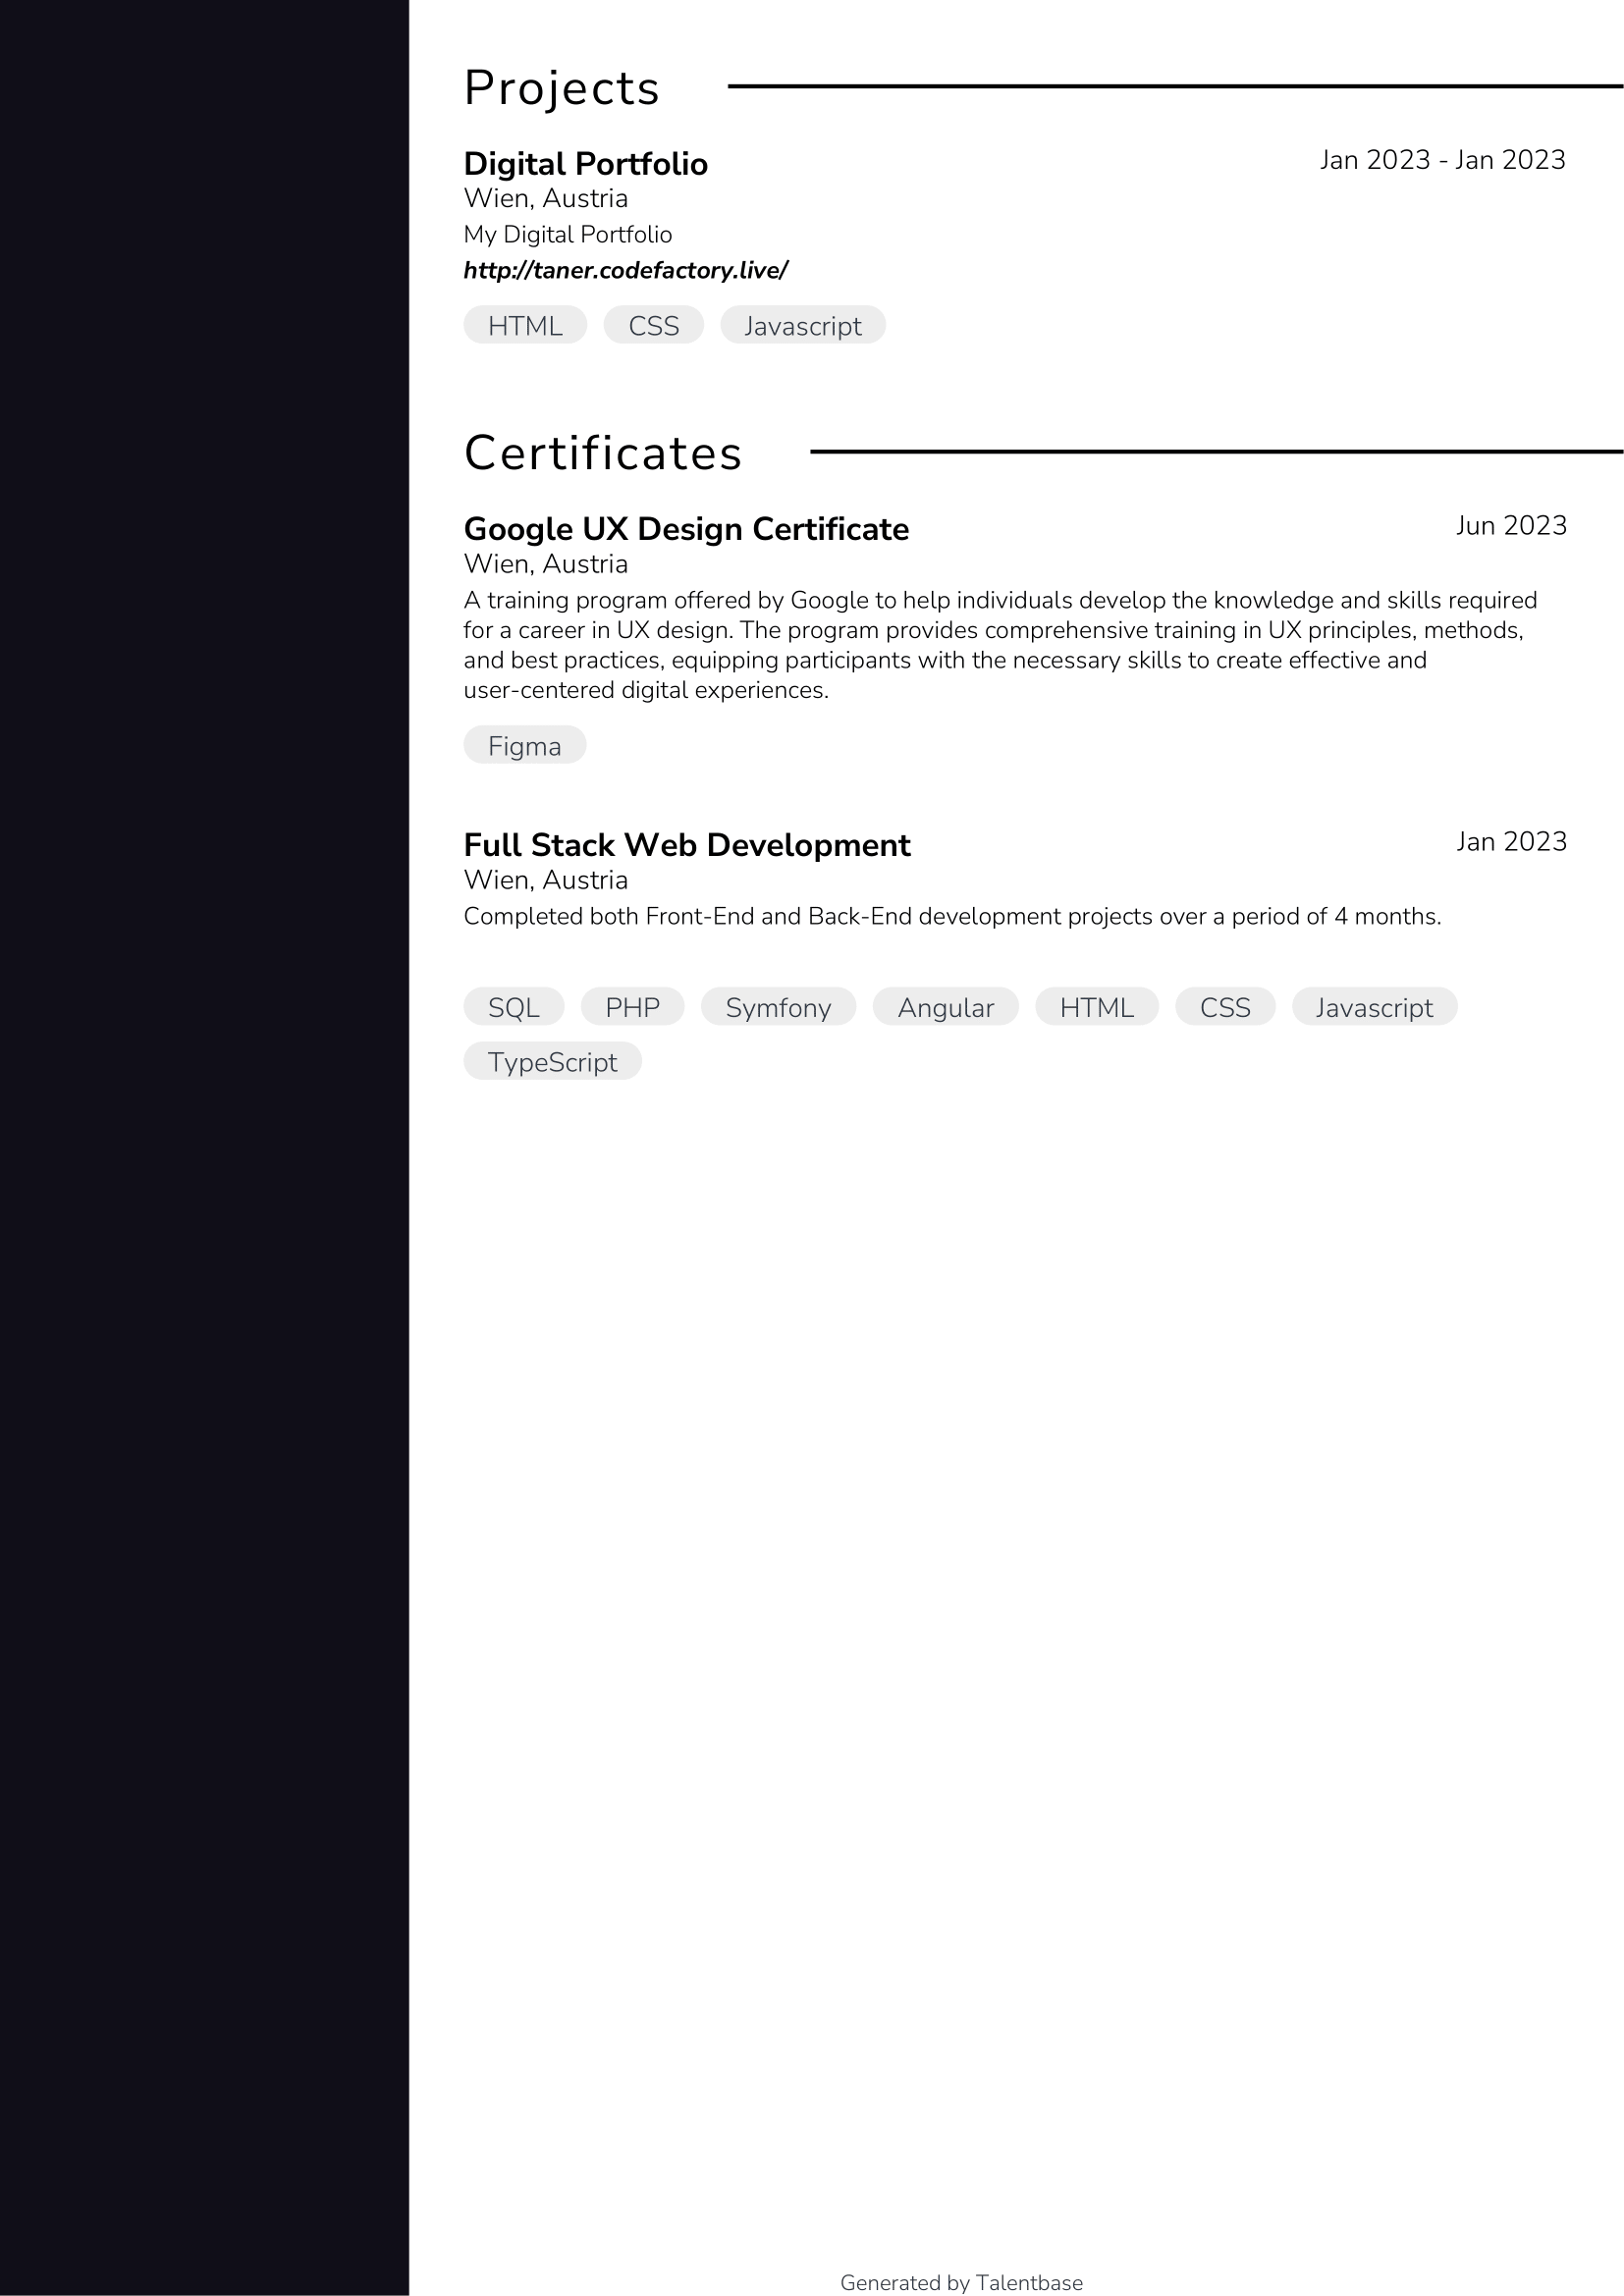 Projects
Digital Portfolio
Jan 2023 - Jan 2023
Wien, Austria
My Digital Portfolio
http://taner.codefactory.live/
HTML CSS Javascript
Certificates
Google UX Design Certificate
Jun 2023
Wien, Austria
A training program offered by Google to help individuals develop the knowledge and skills required
for a career in UX design. The program provides comprehensive training in UX principles, methods,
and best practices, equipping participants with the necessary skills to create effective and
user-centered digital experiences.
Figma
Full Stack Web Development
Jan 2023
Wien, Austria
Completed both Front-End and Back-End development projects over a period of 4 months.
SQL PHP Symfony Angular HTML CSS Javascript
TypeScript
Generated by Talentbase